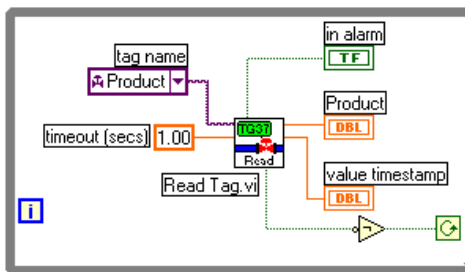 in alarm
TF
tag name
Product
Product
DBL
TG37
timeout (secs) 1.00
Read
value timestamp
DBL
Read Tag.vi
i